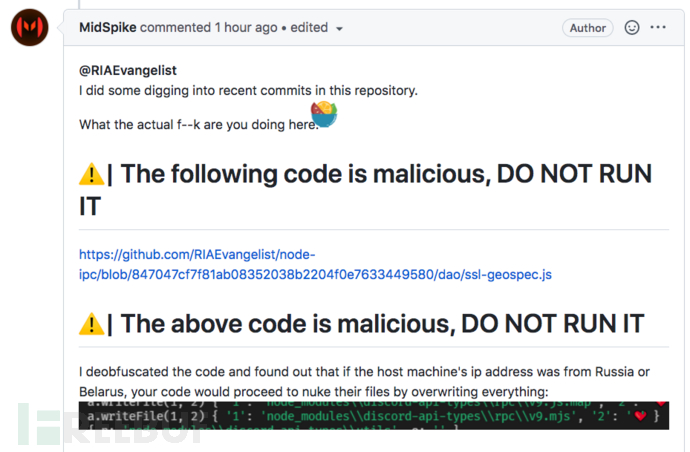 MidSpike commented 1 hour ago • edited
Author
@RIAEvangelist
I did some digging into recent commits in this repository.
What the actual f--k are you doing here.
⚠️| The following code is malicious, DO NOT RUN
IT
https://github.com/RIAEvangelist/node-
ipc/blob/847047cf7f81ab08352038b2204f0e7633449580/dao/ssl-geospec.js
⚠️| The above code is malicious, DO NOT RUN IT
I deobfuscated the code and found out that if the host machine's ip address was from Russia or
Belarus, your code would proceed to nuke their files by overwriting everything:
a.writeFile(1, 2) { '1': 'node_modules\\discord-api-types\\rpc\\v9.mjs', '2': '❤️' }